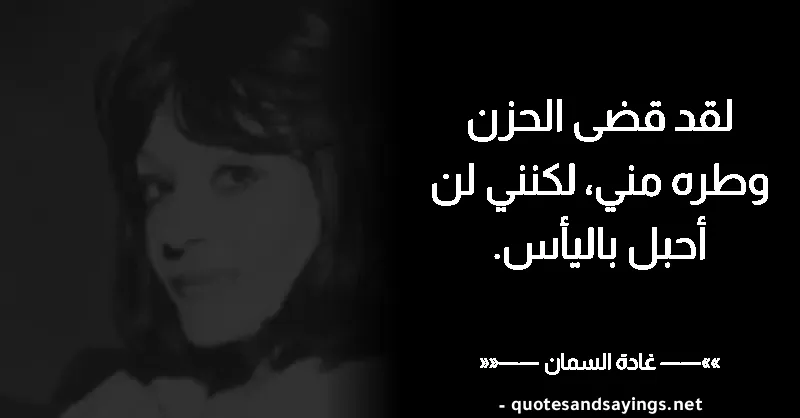 لقد قضى الحزن
وطره مني، لكنني لن
أحبل باليأس.
»»—— غادة السمان ——««
- quotesandsayings.net